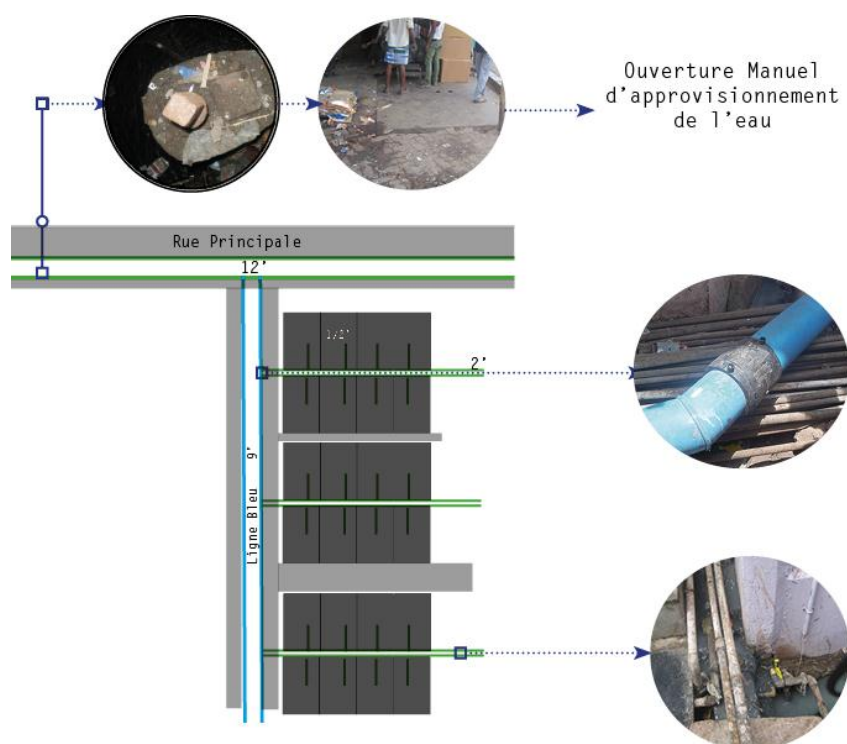 Ouverture Manuel
d'approvisionnement
de l'eau
Rue Principale
12'
1/2'
2'
Ligne Bleu 9'